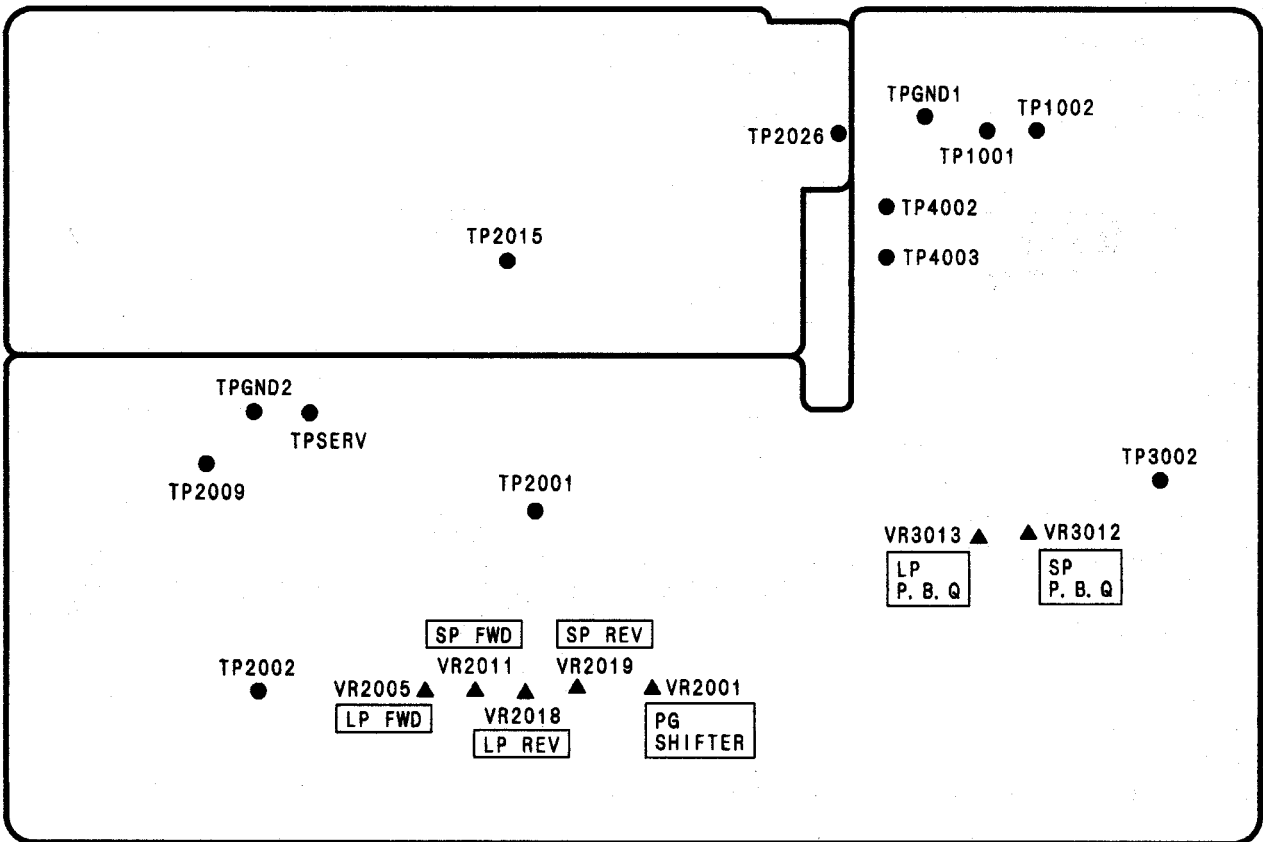 TPGND1
TP1002
TP2026
TP1001
TP4002
TP2015
TP4003
TPGND2
TPSERV
TP3002
TP2009
TP2001
VR3013
VR3012
LP
P. B. Q
SP
P. B. Q
SP FWD
SP REV
TP2002
VR2011
VR2019
VR2005
VR2001
LP FWD
VR2018
LP REV
PG
SHIFTER